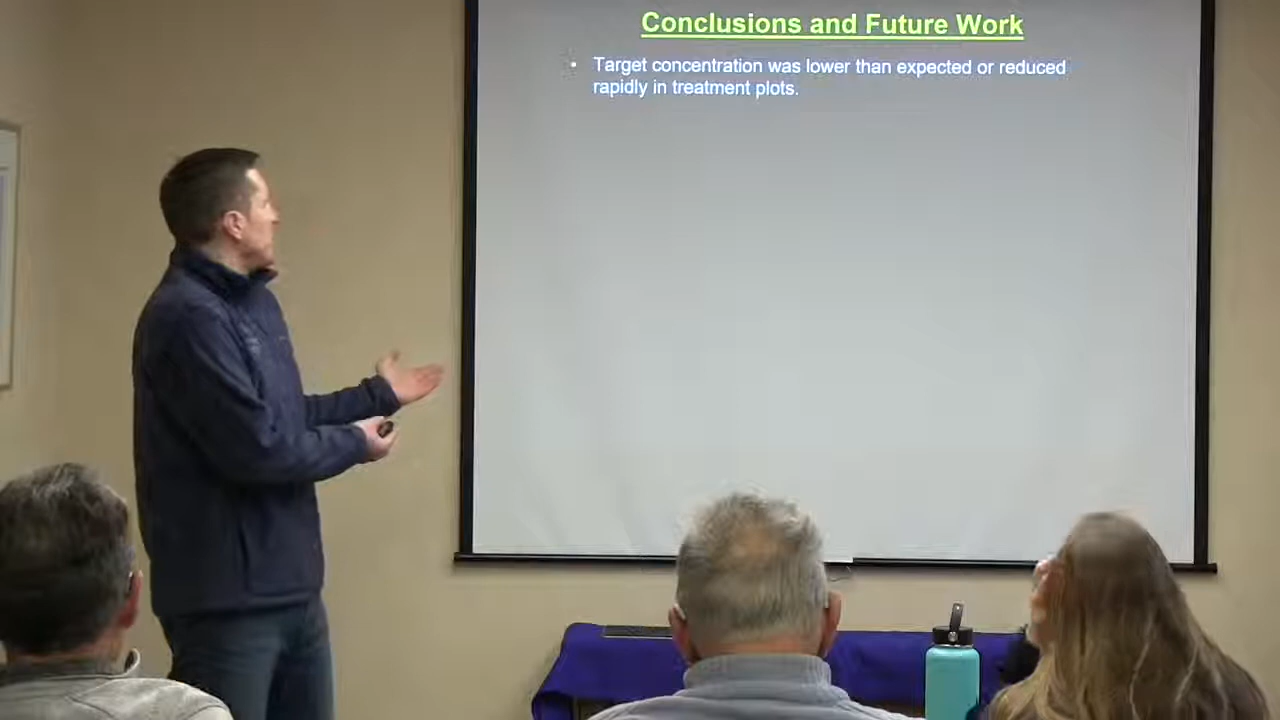 Conclusions and Future Work
• Target concentration was lower than expected or reduced
rapidly in treatment plots.